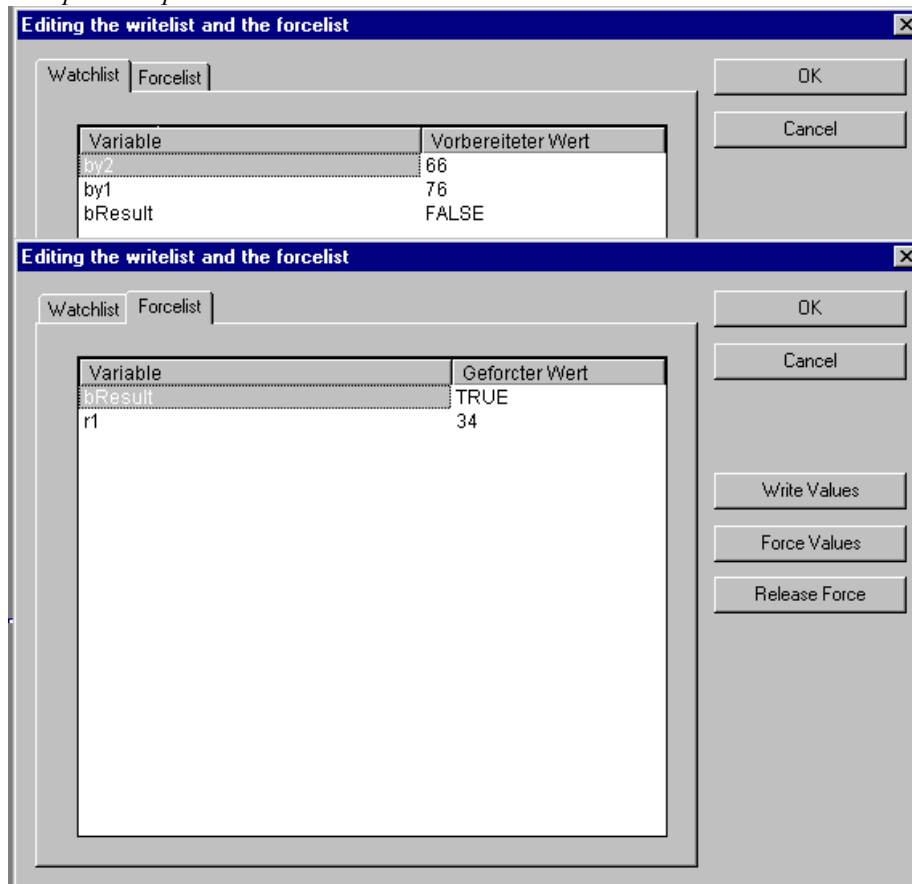 Editing the writelist and the forcelist
Watchlist Forcelist
OK
Cancel
Variable Vorbereiteter Wert
by2 66
by1 76
bResult FALSE
Editing the writelist and the forcelist
Watchlist Forcelist
OK
Cancel
Variable Geforcter Wert
bResult TRUE
r1 34
Write Values
Force Values
Release Force